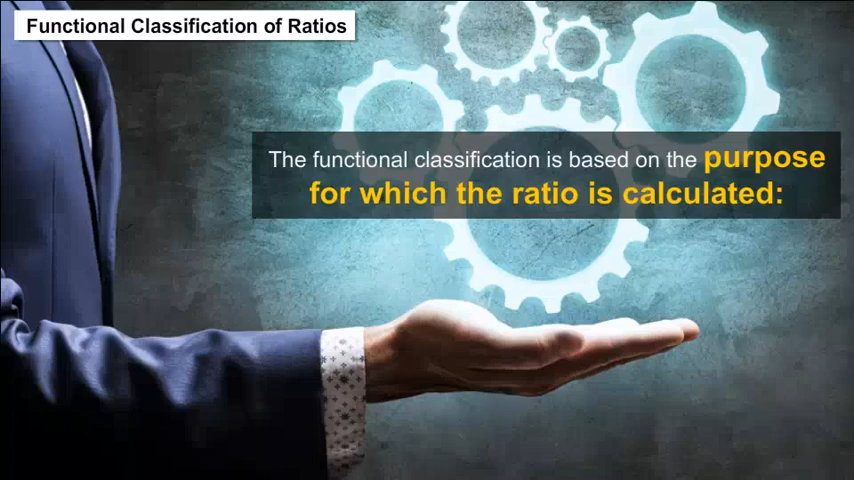 Functional Classification of Ratios
The functional classification is based on the purpose
for which the ratio is calculated: